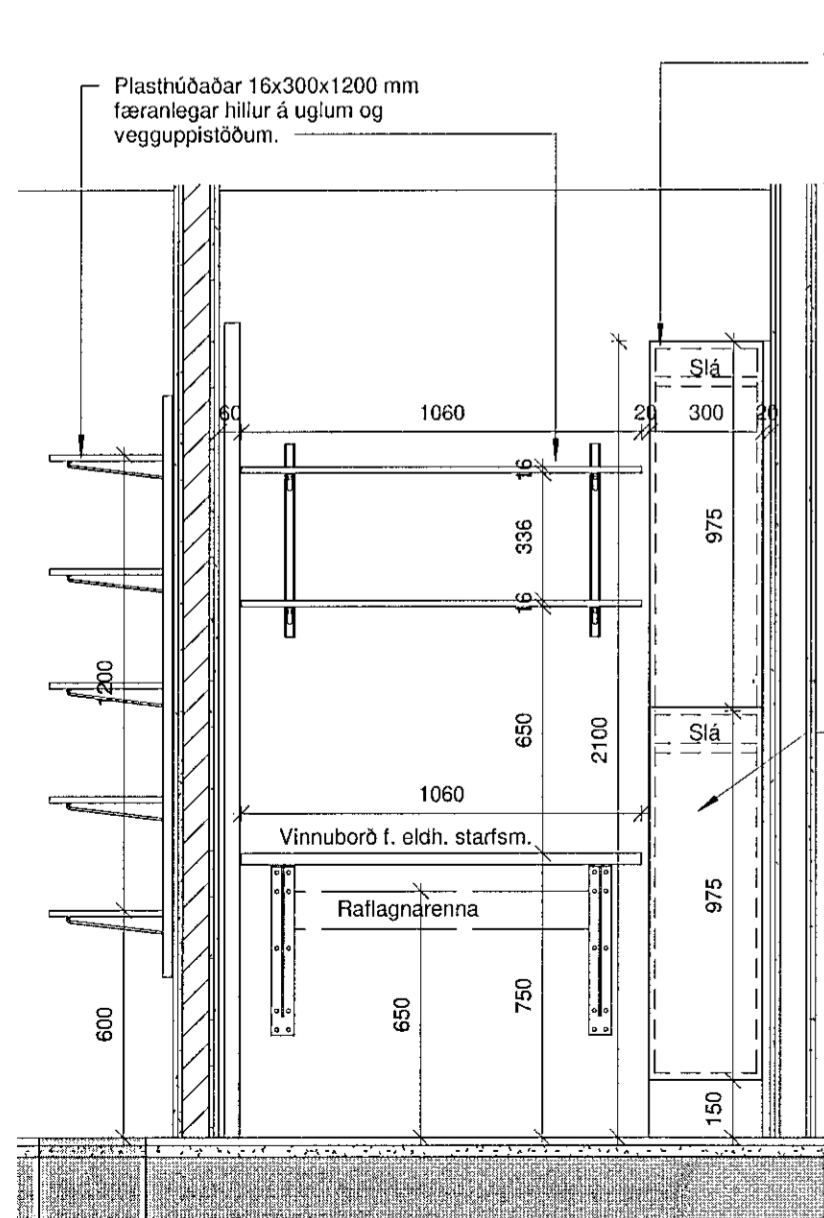 Plasthúðaðar 16x300x1200 mm
færanlegar hillur á uglum og
vegguppistöðum.
Slá
60
1060
20
300
20
16
336
975
16
1200
650
2100
Slá
1060
Vinnuborð f. eldh. starfsm.
Raflagnarenna
975
600
650
750
150